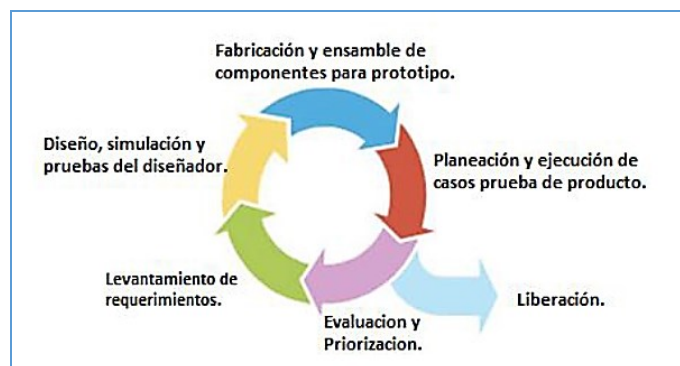 Fabricación y ensamble de
componentes para prototipo.
Diseño, simulación y
pruebas del diseñador.
Planeación y ejecución de
casos prueba de producto.
Levantamiento de
requerimientos.
Liberación.
Evaluacion y
Priorizacion.